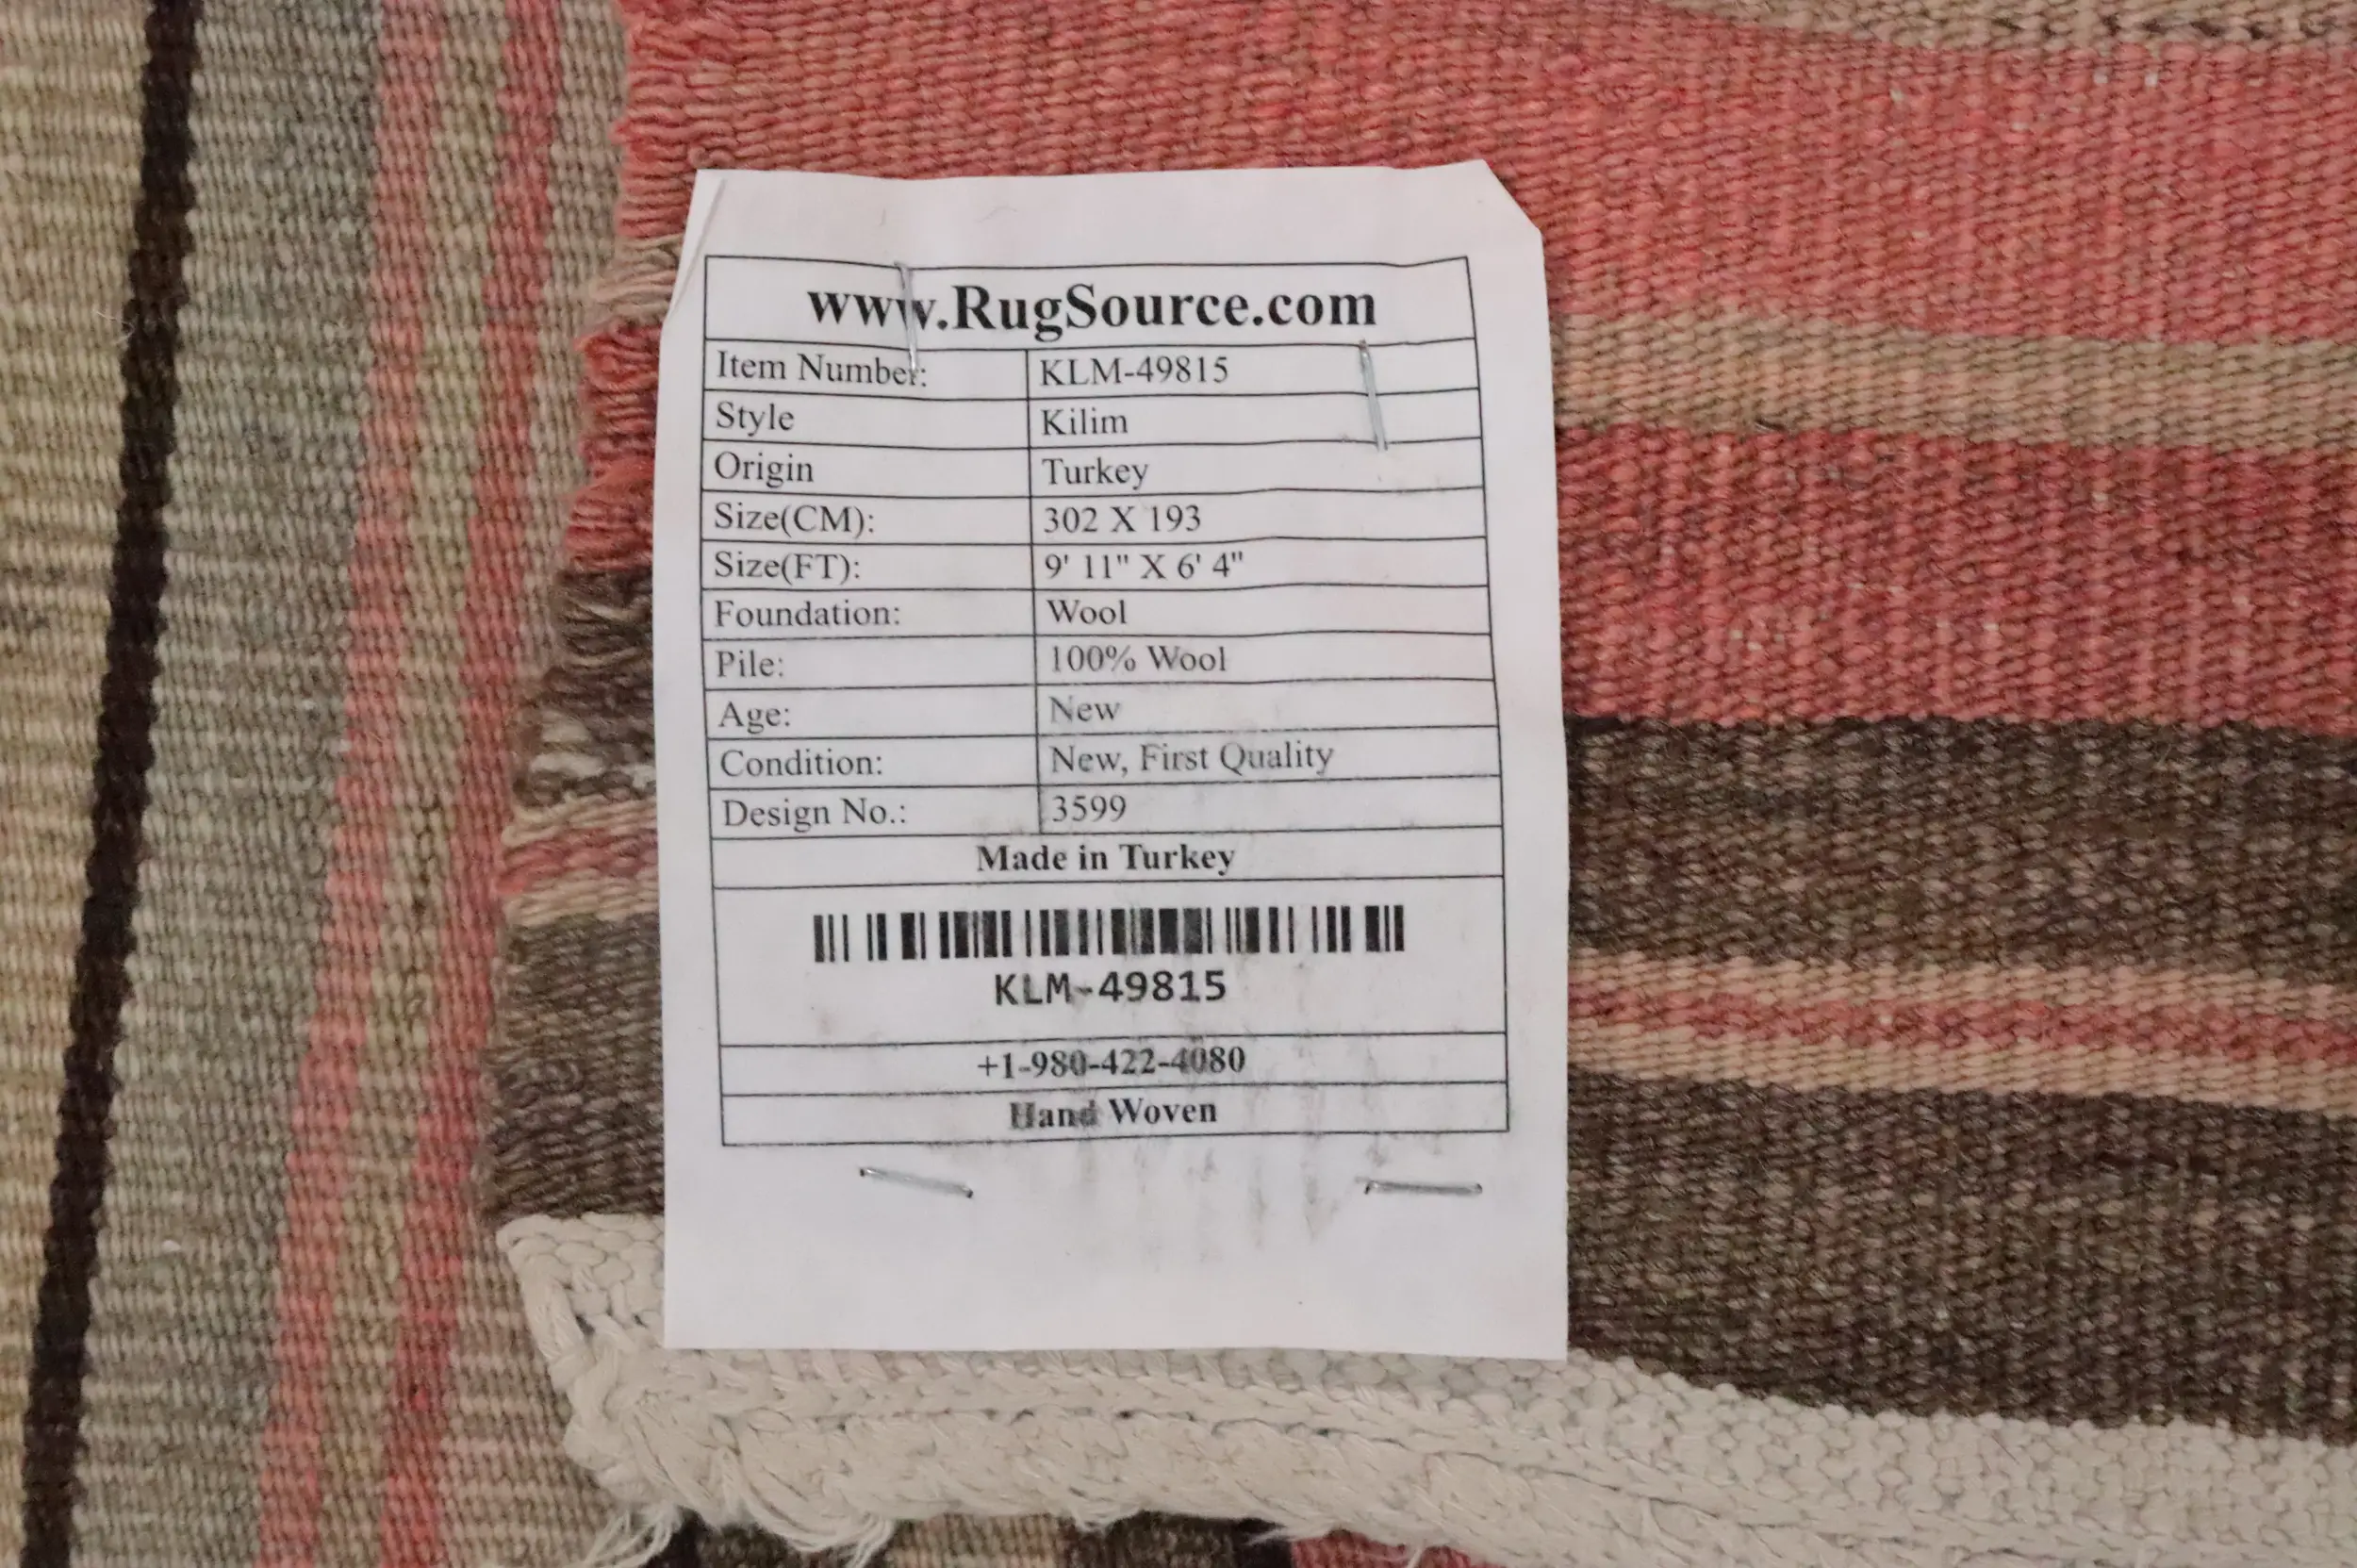 www.RugSource.com
Item Number: KLM-49815
Style Kilim
Origin Turkey
Size(CM): 302 X 193
Size(FT): 9' 11" X 6' 4"
Foundation: Wool
Pile: 100% Wool
Age: New
Condition: New, First Quality
Design No.: 3599
Made in Turkey
KLM-49815
+1-980-422-4080
Hand Woven